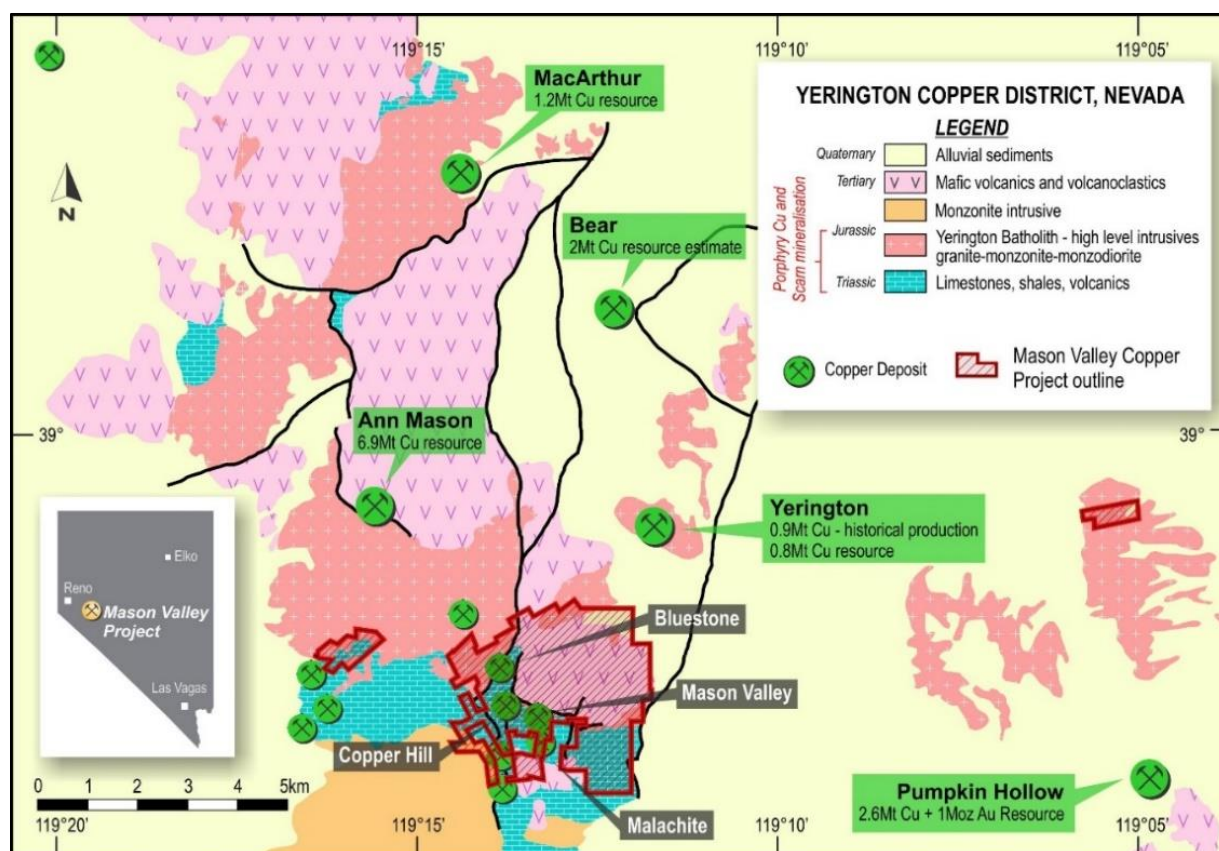 119°15'
119°10'
119°05'
MacArthur
1.2Mt Cu resource
YERINGTON COPPER DISTRICT, NEVADA
LEGEND
Quaternary
Alluvial sediments
Tertiary
Mafic volcanics and volcanoclastics
Monzonite intrusive
Porphyry Cu and
Scarn mineralisation
Jurassic
Yerington Batholith - high level intrusives
granite-monzonite-monzodiorite
Triassic
Limestones, shales, volcanics
Copper Deposit
Mason Valley Copper
Project outline
N
Bear
2Mt Cu resource estimate
39°
39°
Ann Mason
6.9Mt Cu resource
Yerington
0.9Mt Cu - historical production
0.8Mt Cu resource
Elko
Reno
Mason Valley
Project
Las Vagas
Bluestone
Mason Valley
Copper Hill
Malachite
Pumpkin Hollow
2.6Mt Cu + 1Moz Au Resource
0 1 2 3 4 5km
119°20'
119°15'
119°10'
119°05'